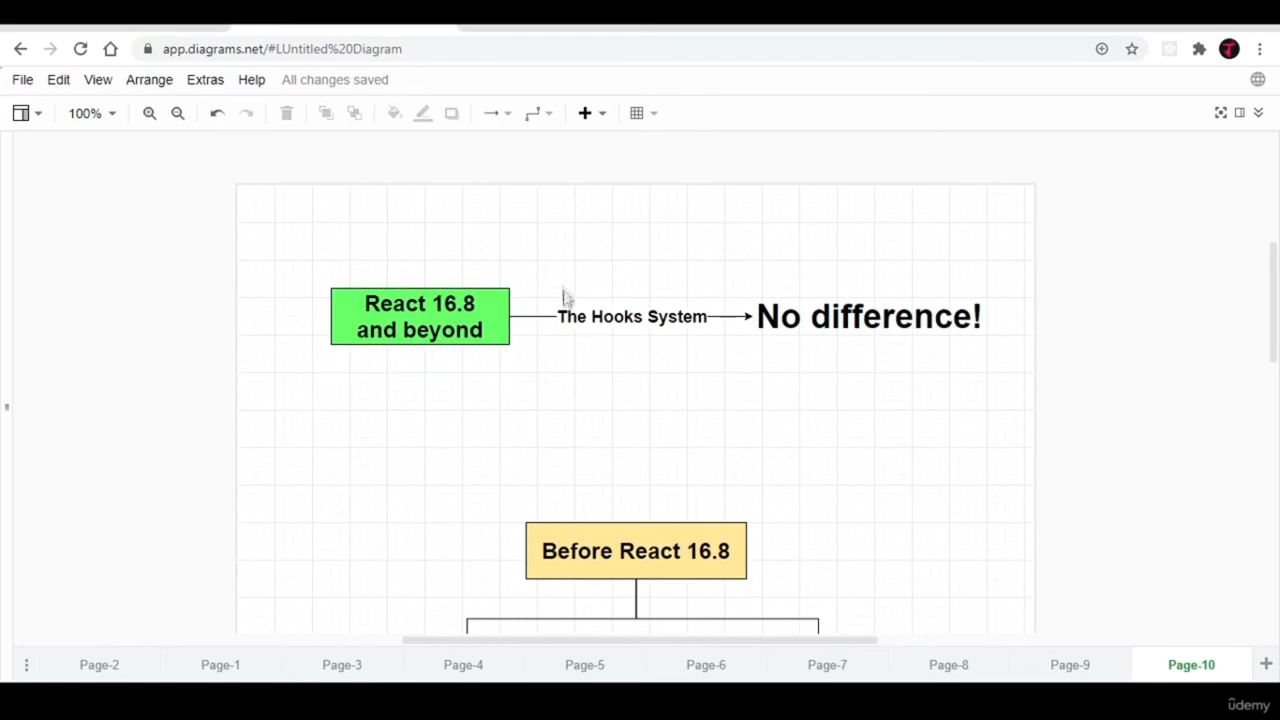 app.diagrams.net/#LUntitled%20Diagram
File Edit View Arrange Extras Help All changes saved
100%
React 16.8
and beyond
The Hooks System
No difference!
Before React 16.8
Page-2 Page-1 Page-3 Page-4 Page-5 Page-6 Page-7 Page-8 Page-9 Page-10
udemy